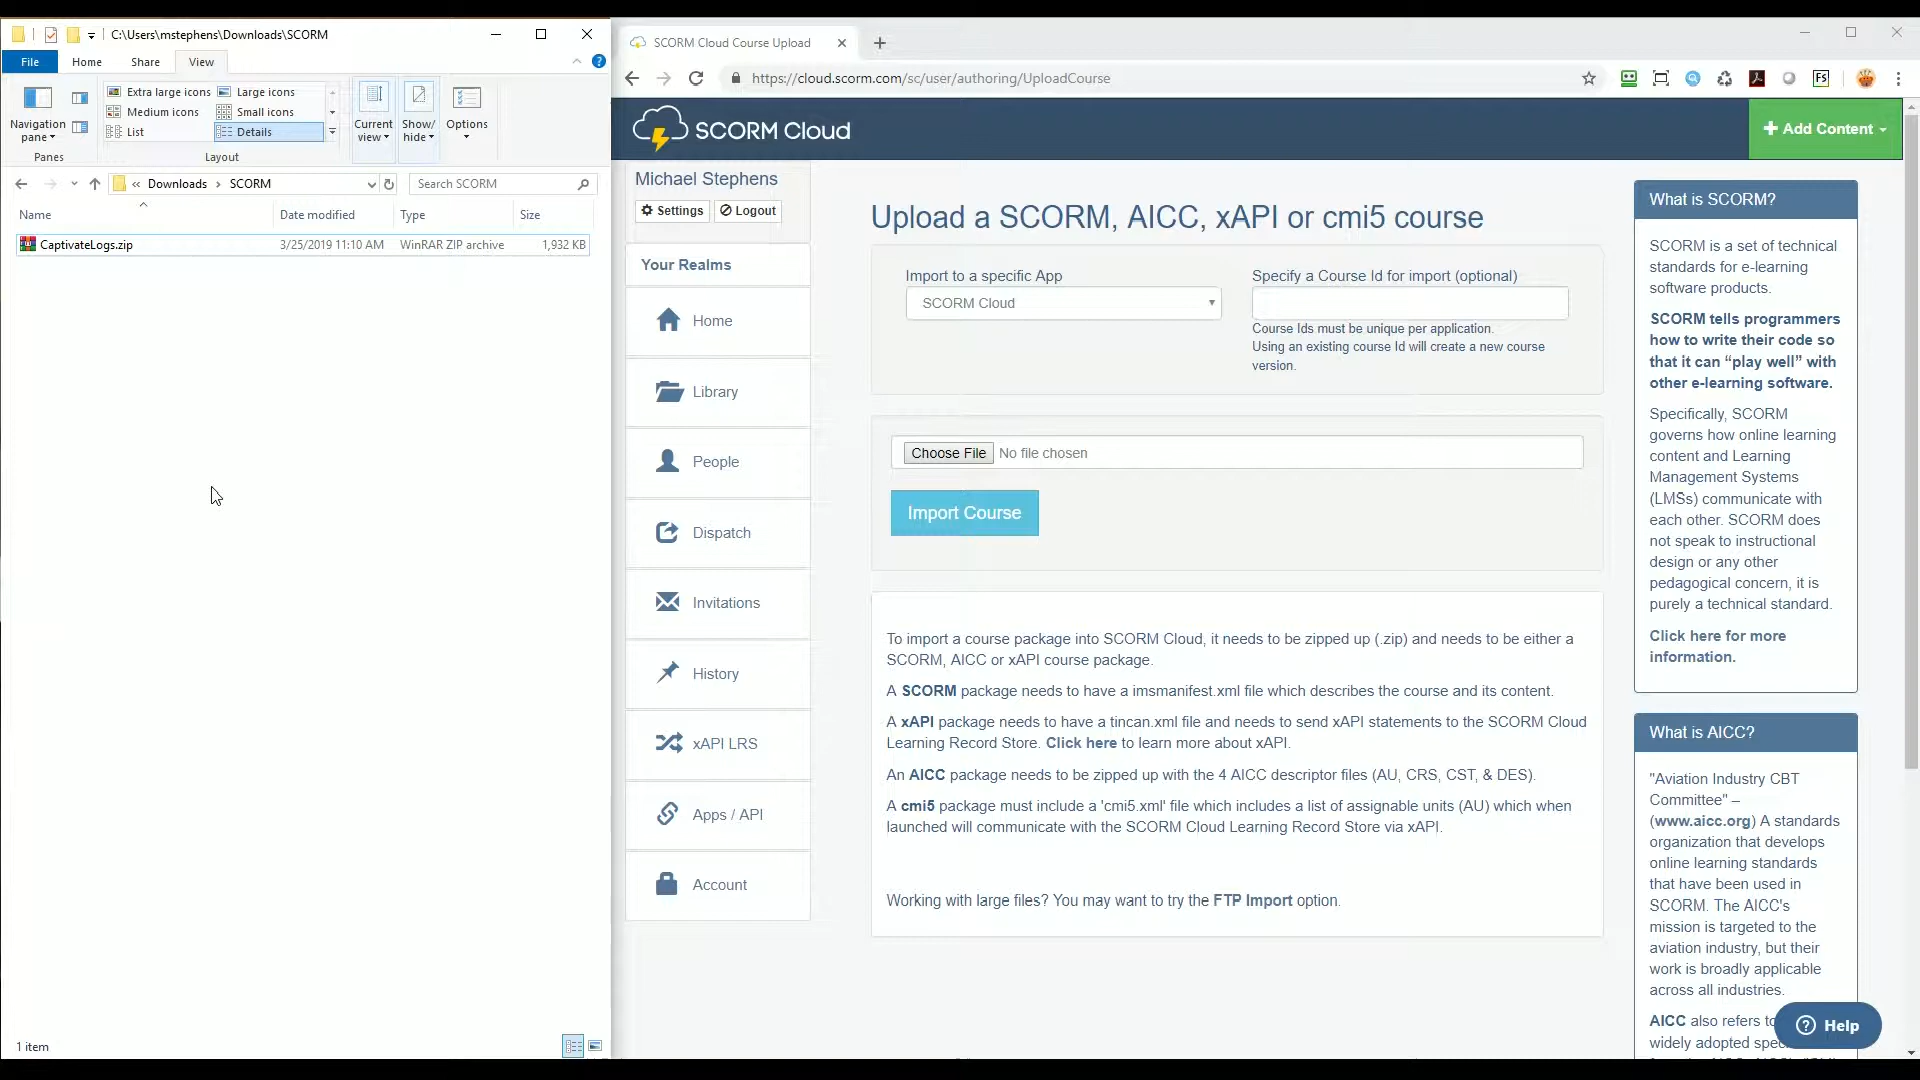 C:\Users\mstephens\Downloads\SCORM
File
Home
Share
View
Navigation
pane
Panes
Extra large icons
Large icons
Medium icons
Small icons
List
Details
Layout
Current
view
Show/
hide
Options
« Downloads › SCORM
Search SCORM
Name
Date modified
Type
Size
CaptivateLogs.zip
3/25/2019 11:10 AM
WinRAR ZIP archive
1,932 KB
1 item
SCORM Cloud Course Upload
https://cloud.scorm.com/sc/user/authoring/UploadCourse
SCORM Cloud
+ Add Content
Michael Stephens
Settings
Logout
Your Realms
Home
Library
People
Dispatch
Invitations
History
xAPI LRS
Apps / API
Account
Upload a SCORM, AICC, xAPI or cmi5 course
Import to a specific App
SCORM Cloud
Specify a Course Id for import (optional)
Course Ids must be unique per application.
Using an existing course Id will create a new course
version.
Choose File
No file chosen
Import Course
To import a course package into SCORM Cloud, it needs to be zipped up (.zip) and needs to be either a
SCORM, AICC or xAPI course package.
A SCORM package needs to have a imsmanifest.xml file which describes the course and its content.
A xAPI package needs to have a tincan.xml file and needs to send xAPI statements to the SCORM Cloud
Learning Record Store. Click here to learn more about xAPI.
An AICC package needs to be zipped up with the 4 AICC descriptor files (AU, CRS, CST, & DES).
A cmi5 package must include a 'cmi5.xml' file which includes a list of assignable units (AU) which when
launched will communicate with the SCORM Cloud Learning Record Store via xAPI.
Working with large files? You may want to try the FTP Import option.
What is SCORM?
SCORM is a set of technical
standards for e-learning
software products.
SCORM tells programmers
how to write their code so
that it can “play well” with
other e-learning software.
Specifically, SCORM
governs how online learning
content and Learning
Management Systems
(LMSs) communicate with
each other. SCORM does
not speak to instructional
design or any other
pedagogical concern, it is
purely a technical standard.
Click here for more
information.
What is AICC?
"Aviation Industry CBT
Committee" –
(www.aicc.org) A standards
organization that develops
online learning standards
that have been used in
SCORM. The AICC's
mission is targeted to the
aviation industry, but their
work is broadly applicable
across all industries.
AICC also refers to
widely adopted spec
Help